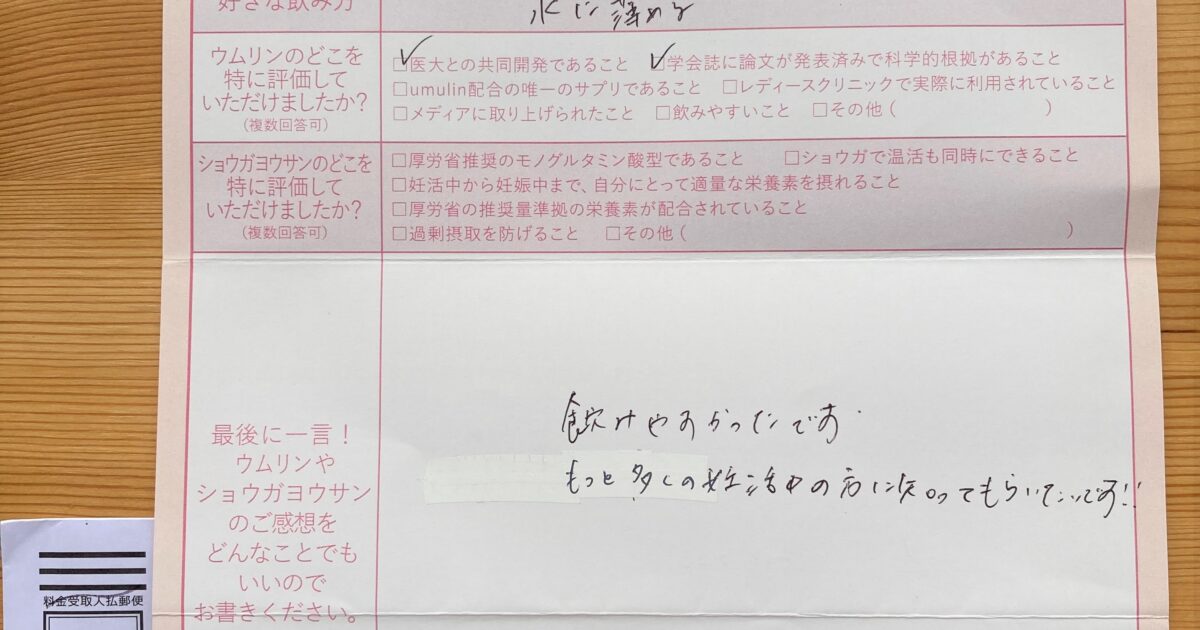 好きな飲み方
水に薄める
ウムリンのどこを
特に評価して
いただけましたか?
(複数回答可)
☑医大との共同開発であること ☑学会誌に論文が発表済みで科学的根拠があること
□umulin配合の唯一のサプリであること □レディースクリニックで実際に利用されていること
□メディアに取り上げられたこと □飲みやすいこと □その他 ( )
ショウガヨウサンのどこを
特に評価して
いただけましたか?
(複数回答可)
□厚労省推奨のモノグルタミン酸型であること □ショウガで温活も同時にできること
□妊活中から妊娠中まで、自分にとって適量な栄養素を摂れること
□厚労省の推奨量準拠の栄養素が配合されていること
□過剰摂取を防げること □その他 ( )
最後に一言!
ウムリンや
ショウガヨウサン
のご感想を
どんなことでも
いいので
お書きください。
飲みやすかったです
もっと多くの妊活中の方に知ってもらいたいです!!
料金受取人払郵便